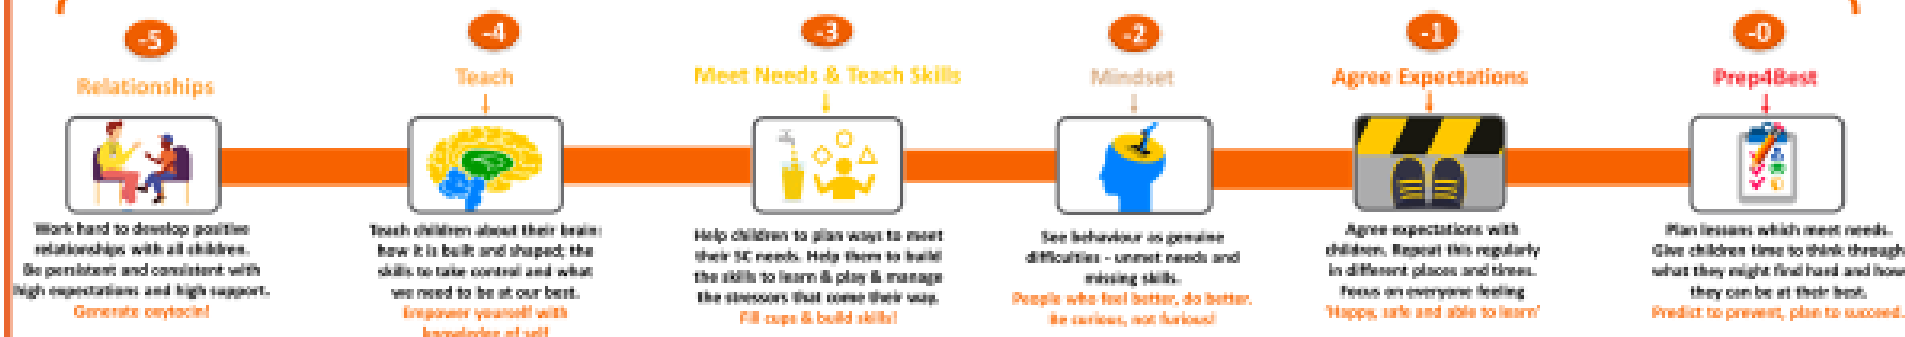 -5
Relationships
Work hard to develop positive
relationships with all children.
Be persistent and consistent with
high expectations and high support.
Generate oxytocin!
-4
Teach
Teach children about their brain:
how it is built and shaped; the
skills to take control and what
we need to be at our best.
Empower yourself with
knowledge of self
-3
Meet Needs & Teach Skills
Help children to plan ways to meet
their 5C needs. Help them to build
the skills to learn & play & manage
the stressors that come their way.
Fill cups & build skills!
-2
Mindset
See behaviour as genuine
difficulties - unmet needs and
missing skills.
People who feel better, do better.
Be curious, not furious!
-1
Agree Expectations
Agree expectations with
children. Repeat this regularly
in different places and times.
Focus on everyone feeling
'Happy, safe and able to learn'
-0
Prep4Best
Plan lessons which meet needs.
Give children time to think through
what they might find hard and how
they can be at their best.
Predict to prevent, plan to succeed.